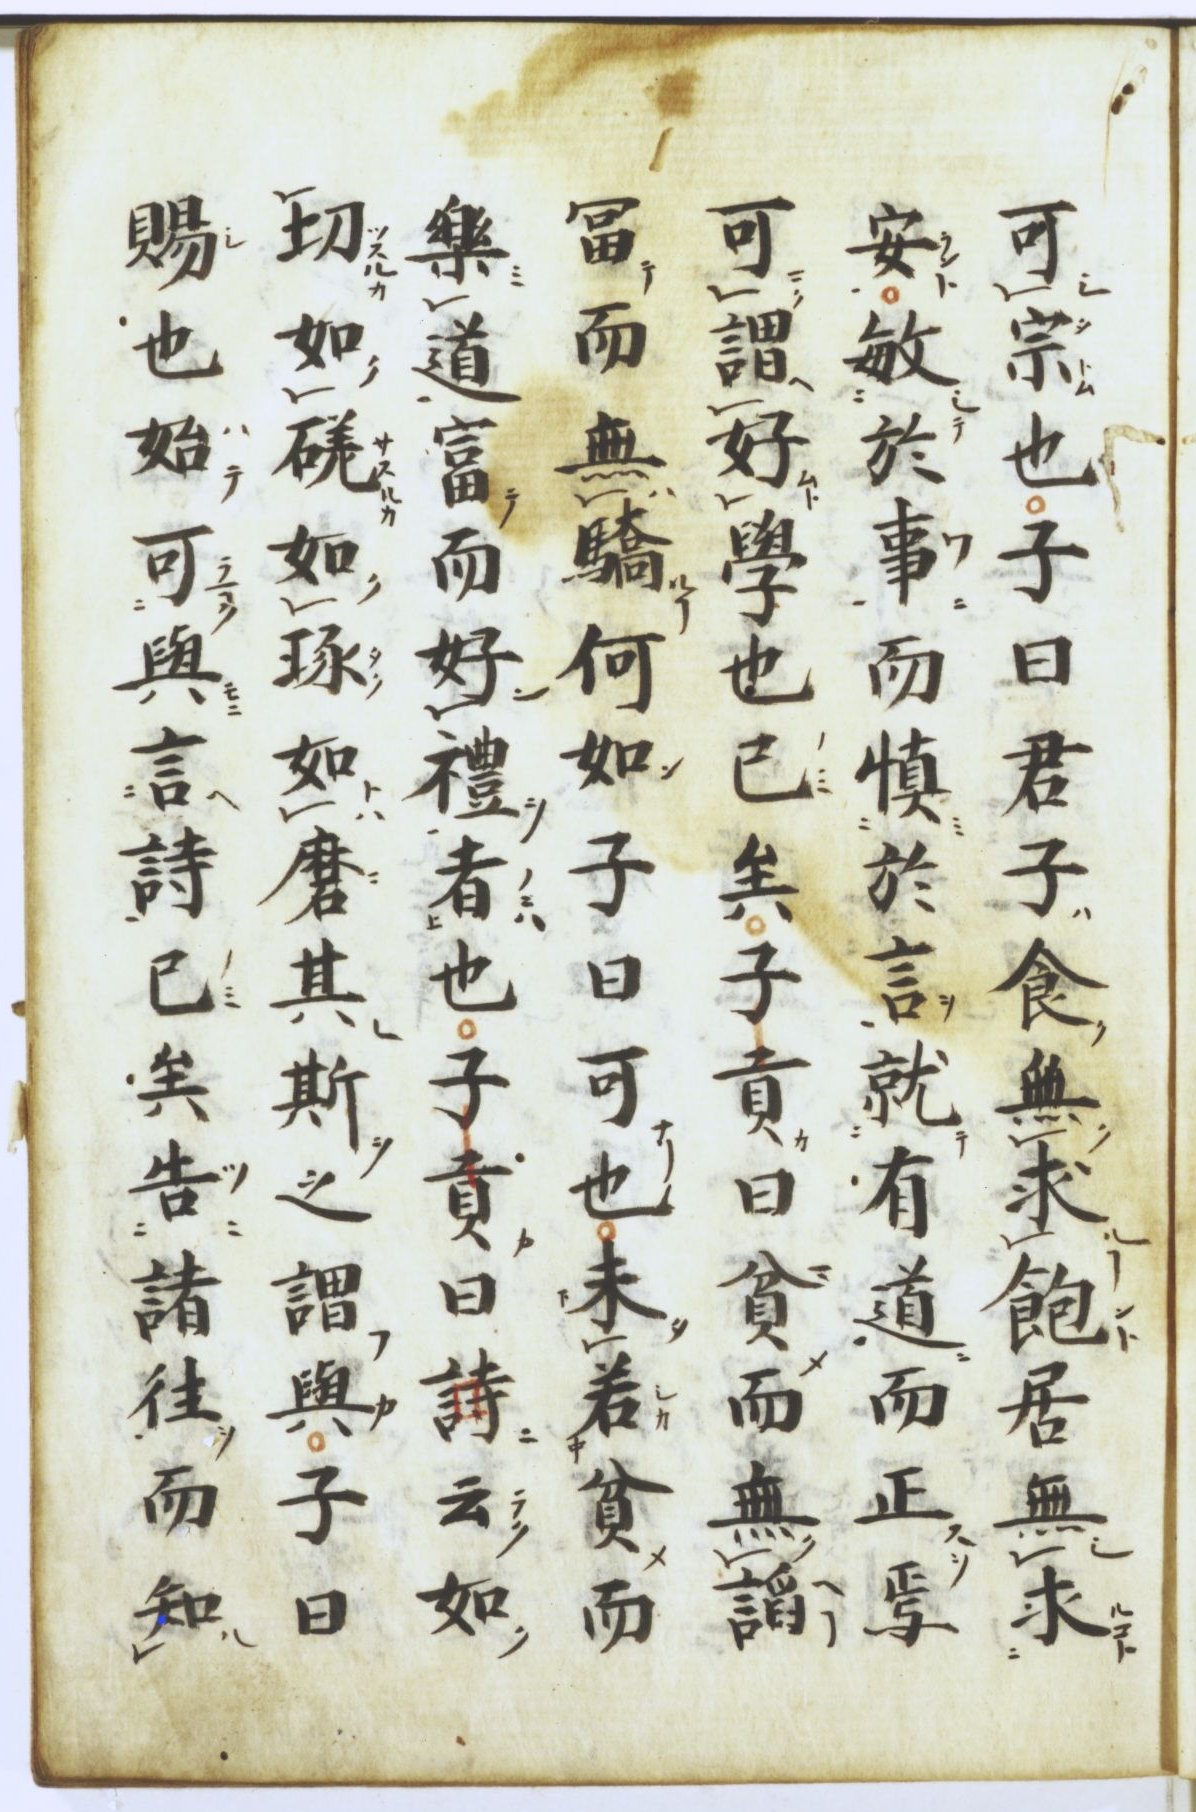 可宗也子曰君子食無求飽居無求
安敏於事而慎於言就有道而正焉
可謂好學也已矣子貢曰貧而無諂
冨而無驕何如子曰可也未若貧而
樂道富而好禮者也子貢曰詩云如
切如磋如琢如磨其斯之謂與子曰
賜也始可與言詩已矣告諸往而知